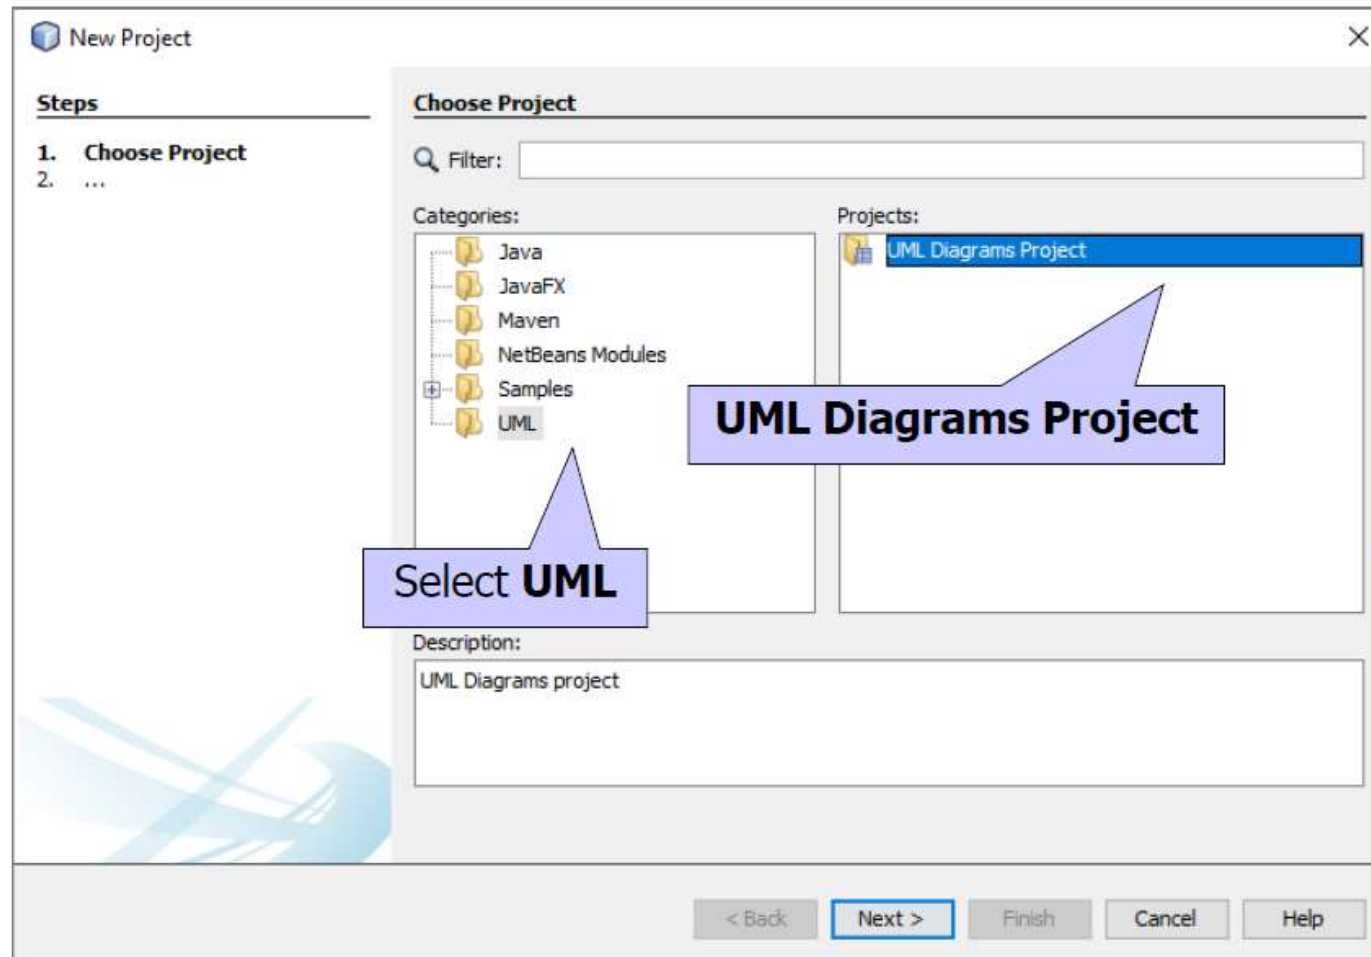 New Project
Steps
1. Choose Project
2. ...
Choose Project
Filter:
Categories:
Java
JavaFX
Maven
NetBeans Modules
Samples
UML
Projects:
UML Diagrams Project
UML Diagrams Project
Select UML
Description:
UML Diagrams project
< Back
Next >
Finish
Cancel
Help